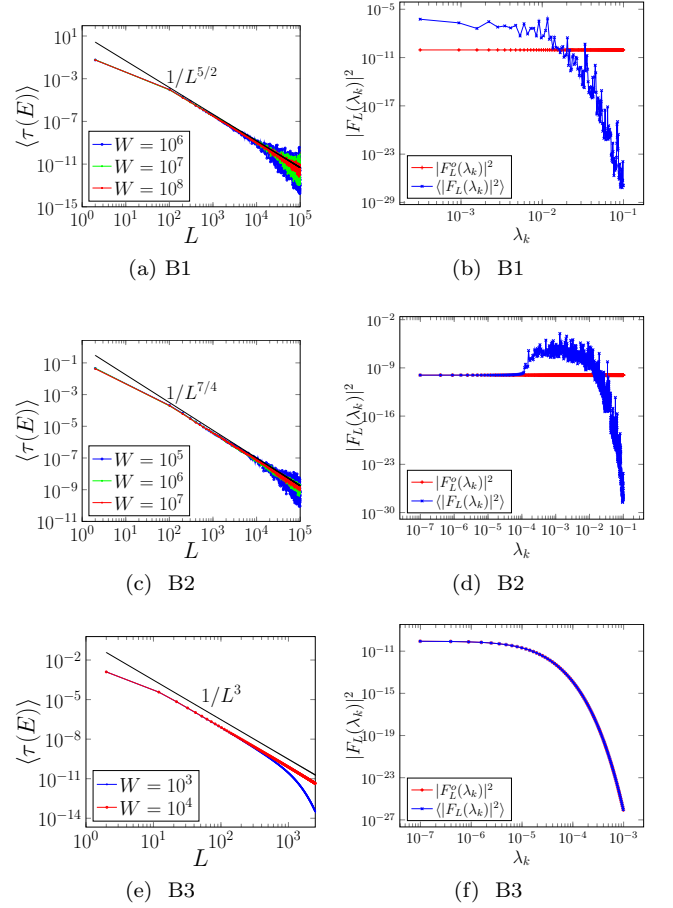 10^1
10^{-3}
10^{-7}
10^{-11}
10^{-15}
⟨τ(E)⟩
1/L^{5/2}
W = 10^6
W = 10^7
W = 10^8
10^0 10^1 10^2 10^3 10^4 10^5
L
(a) B1
10^{-5}
10^{-11}
10^{-17}
10^{-23}
10^{-29}
|F_L(λ_k)|^2
|F_L^o(λ_k)|^2
⟨|F_L(λ_k)|^2⟩
10^{-3} 10^{-2} 10^{-1}
λ_k
(b) B1
10^{-1}
10^{-3}
10^{-5}
10^{-7}
10^{-9}
10^{-11}
⟨τ(E)⟩
1/L^{7/4}
W = 10^5
W = 10^6
W = 10^7
10^0 10^1 10^2 10^3 10^4 10^5
L
(c) B2
10^{-2}
10^{-9}
10^{-16}
10^{-23}
10^{-30}
|F_L(λ_k)|^2
|F_L^o(λ_k)|^2
⟨|F_L(λ_k)|^2⟩
10^{-7} 10^{-6} 10^{-5} 10^{-4} 10^{-3} 10^{-2} 10^{-1}
λ_k
(d) B2
10^{-2}
10^{-5}
10^{-8}
10^{-11}
10^{-14}
⟨τ(E)⟩
1/L^3
W = 10^3
W = 10^4
10^0 10^1 10^2 10^3
L
(e) B3
10^{-11}
10^{-15}
10^{-19}
10^{-23}
10^{-27}
|F_L(λ_k)|^2
|F_L^o(λ_k)|^2
⟨|F_L(λ_k)|^2⟩
10^{-7} 10^{-6} 10^{-5} 10^{-4} 10^{-3}
λ_k
(f) B3